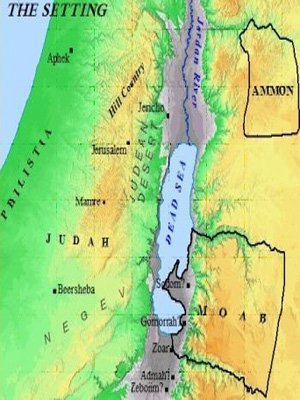 THE SETTING
Aphek
Jordan River
Hill Country
AMMON
Jericho
PHILISTIA
Jerusalem
JUDEAN
DESERT
DEAD SEA
Mamre
JUDAH
Sodom?
Beersheba
NEGEV
MOAB
Gomorrah?
Zoar
Admah?
Zeboiim?